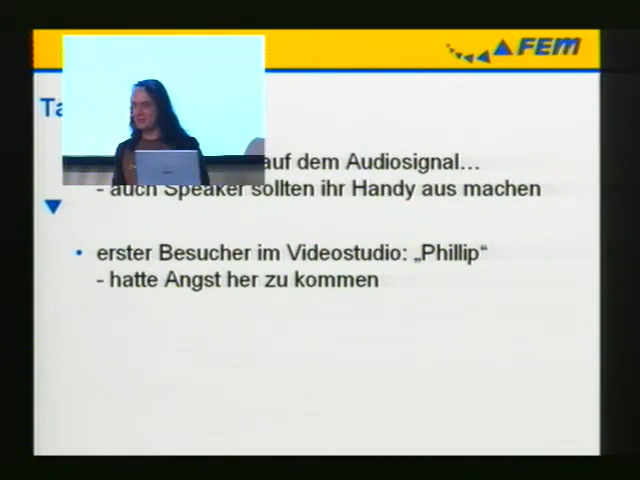 FEM
Ta
auf dem Audiosignal...
- auch Speaker sollten ihr Handy aus machen
• erster Besucher im Videostudio: „Phillip“
- hatte Angst her zu kommen